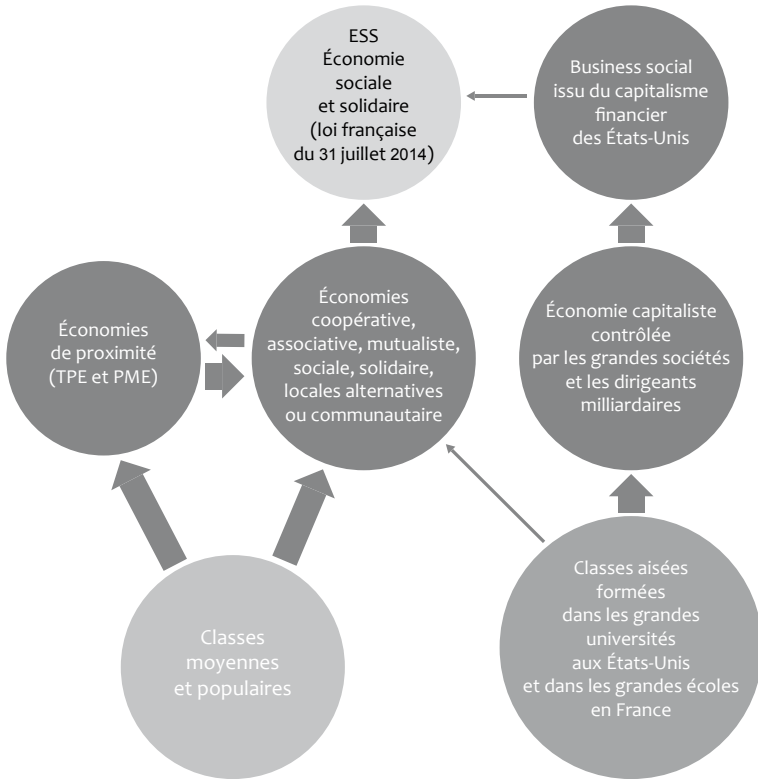 ESS
Économie
sociale
et solidaire
(loi française
du 31 juillet 2014)
Business social
issu du capitalisme
financier
des États-Unis
Économies
de proximité
(TPE et PME)
Économies
coopérative,
associative, mutualiste,
sociale, solidaire,
locales alternatives
ou communautaire
Économie capitaliste
contrôlée
par les grandes sociétés
et les dirigeants
milliardaires
Classes
moyennes
et populaires
Classes aisées
formées
dans les grandes
universités
aux États-Unis
et dans les grandes écoles
en France